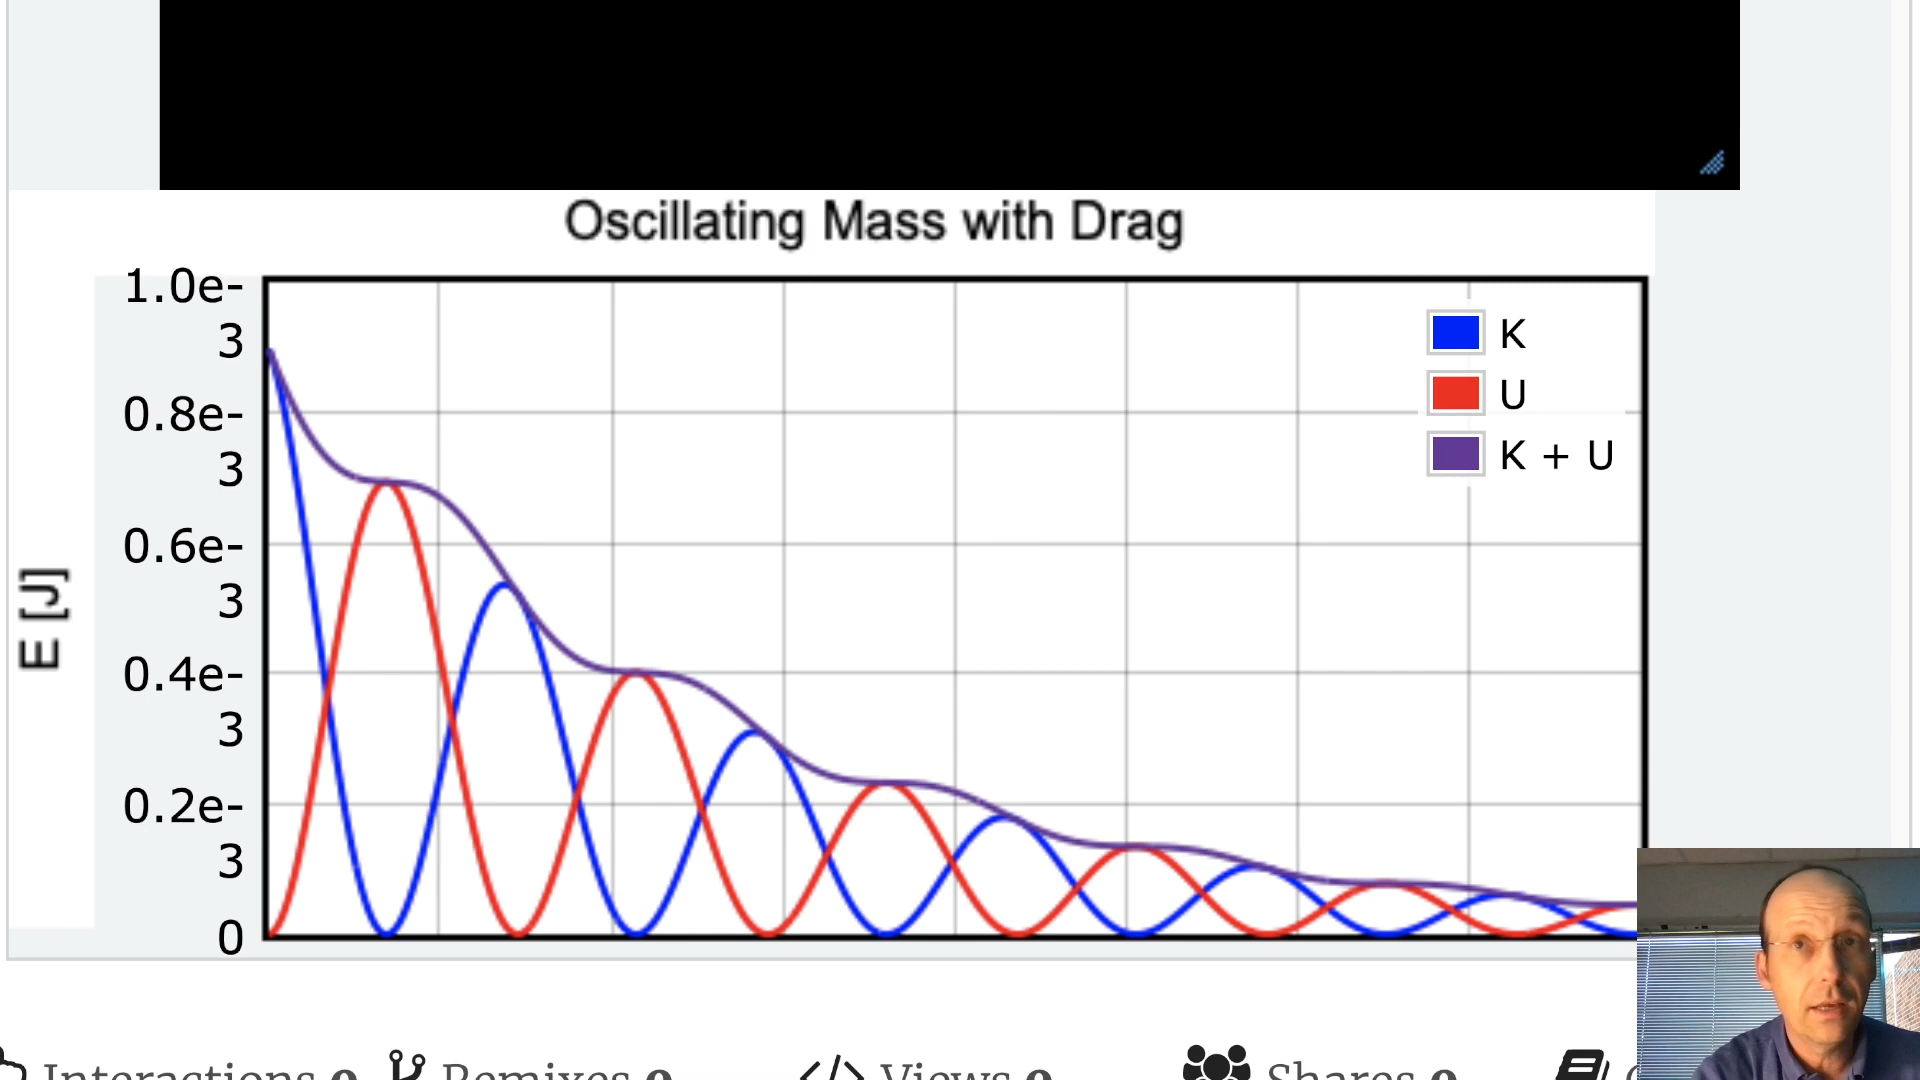 Oscillating Mass with Drag
1.0e-
3
0.8e-
3
0.6e-
3
0.4e-
3
0.2e-
3
0
E [J]
K
U
K + U
Interactions 0
Remixes 0
Views 0
Shares 0